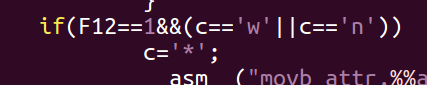 }
if(F12==1&&(c=='w'||c=='n'))
c='*';
asm ("movb attr,%%a